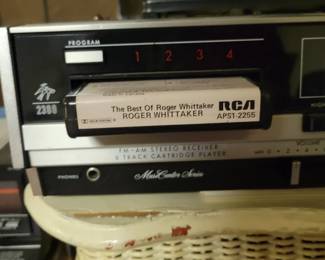 PROGRAM
1 2 3 4
2380
The Best Of Roger Whittaker
ROGER WHITTAKER
RCA
APS1-2255
FM-AM STEREO RECEIVER
8 TRACK CARTRIDGE PLAYER
VOLUME
PHONES
MusiCenter Series